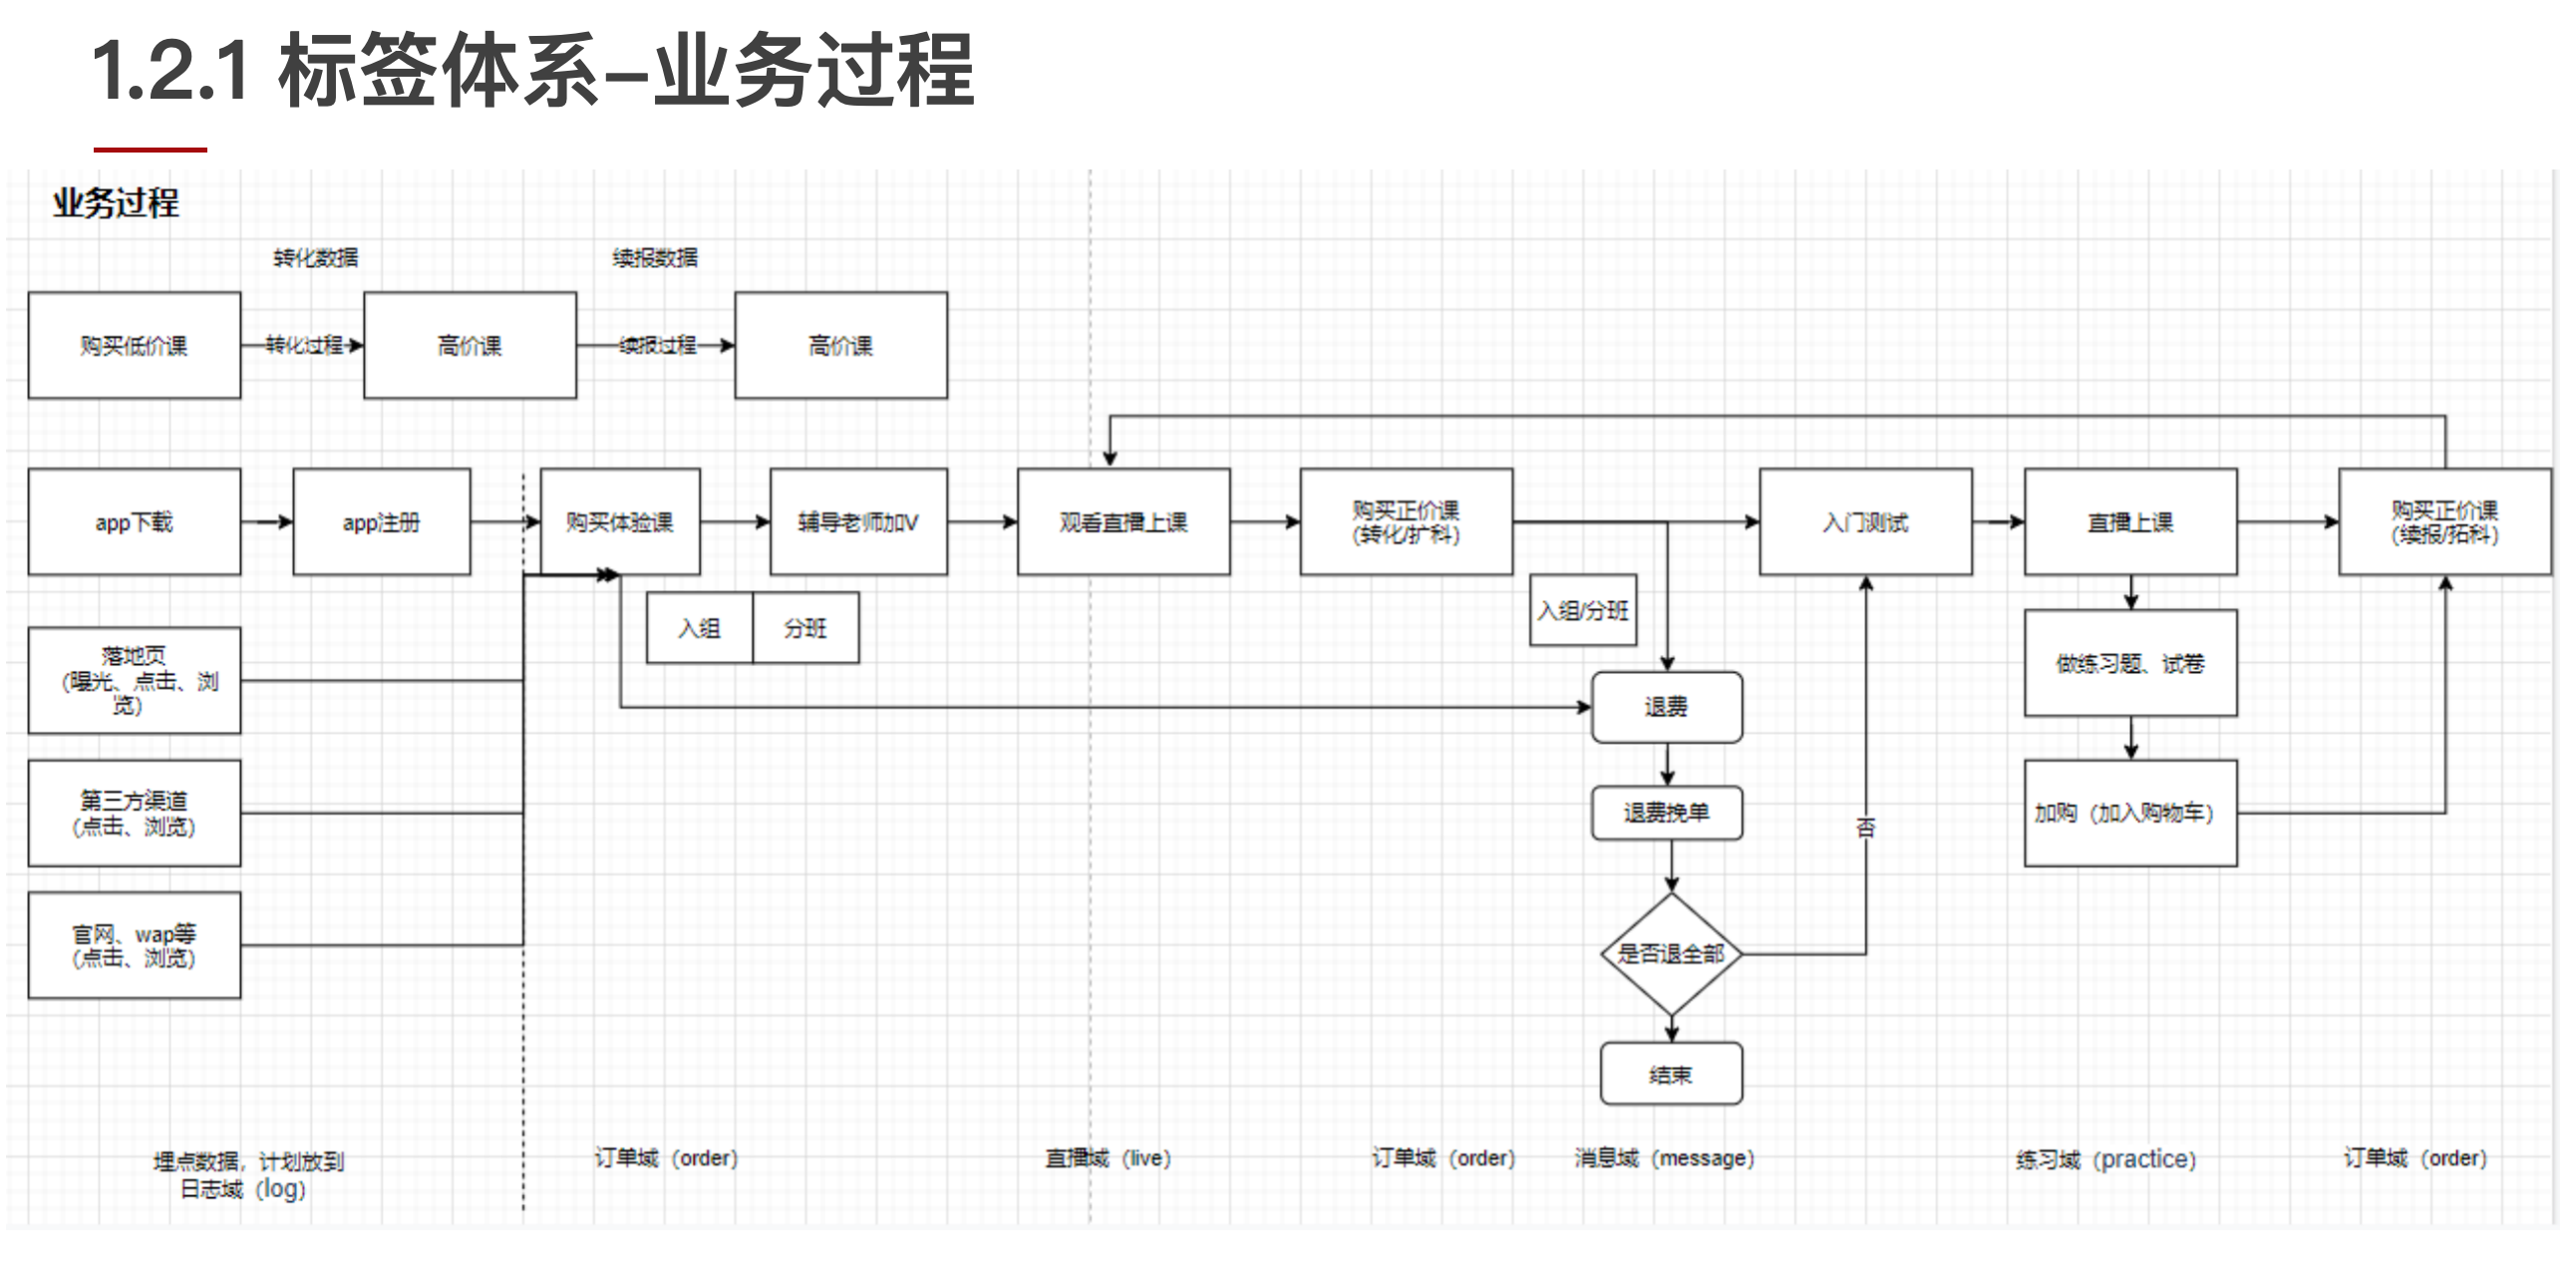 1.2.1 标签体系–业务过程
业务过程
转化数据
续报数据
购买低价课
转化过程
高价课
续报过程
高价课
app下载
app注册
购买体验课
辅导老师加V
观看直播上课
购买正价课
(转化/扩科)
入门测试
直播上课
购买正价课
(续报/拓科)
入组
分班
入组/分班
落地页
(曝光、点击、浏
览)
退费
做练习题、试卷
第三方渠道
(点击、浏览)
退费挽单
否
加购（加入购物车）
官网、wap等
(点击、浏览)
是否退全部
结束
埋点数据，计划放到
日志域（log）
订单域（order）
直播域（live）
订单域（order）
消息域（message）
练习域（practice）
订单域（order）